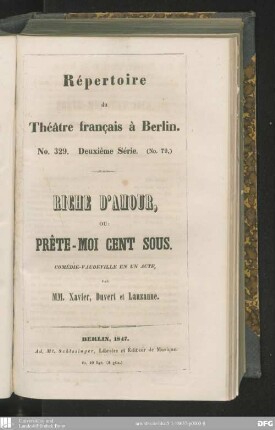 Répertoire
du
Théâtre français à Berlin.
No. 329. Deuxième Série. (No. 79.)
RICHE D'AMOUR,
OU:
PRÊTE-MOI CENT SOUS.
COMÉDIE-VAUDEVILLE EN UN ACTE,
PAR
MM. Xavier, Duvert et Lauzanne.
BERLIN, 1847.
Ad. Mt. Schlesinger, Libraire et Editeur de Musique.
DFG